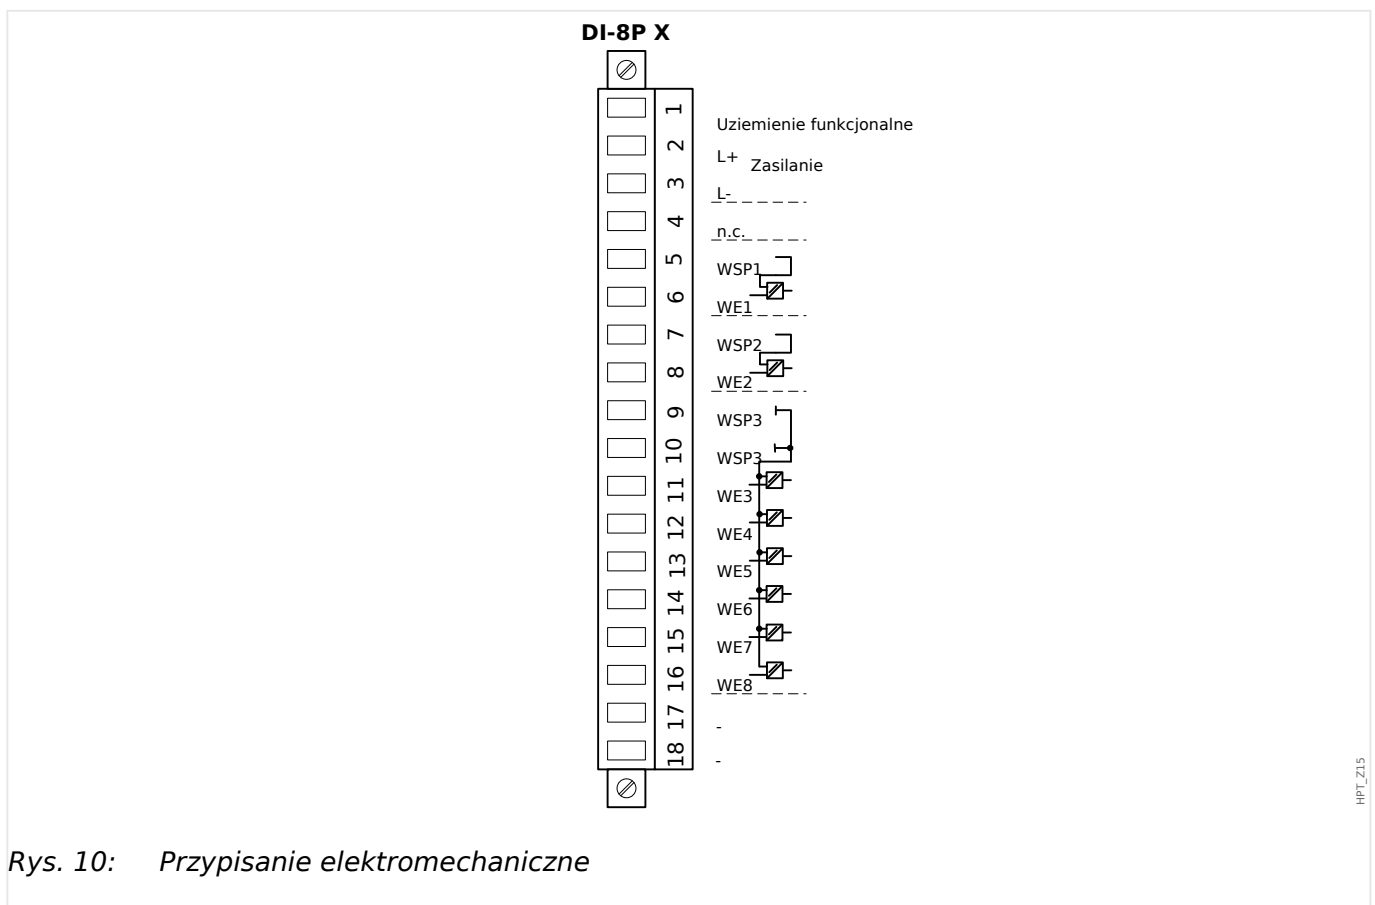 DI-8P X
1
Uziemienie funkcjonalne
2
L+ Zasilanie
3
L-
4
n.c.
5
WSP1
6
WE1
7
WSP2
8
WE2
9
WSP3
10
WSP3
11
WE3
12
WE4
13
WE5
14
WE6
15
WE7
16
WE8
17
-
18
-
HPT_Z15
Rys. 10: Przypisanie elektromechaniczne